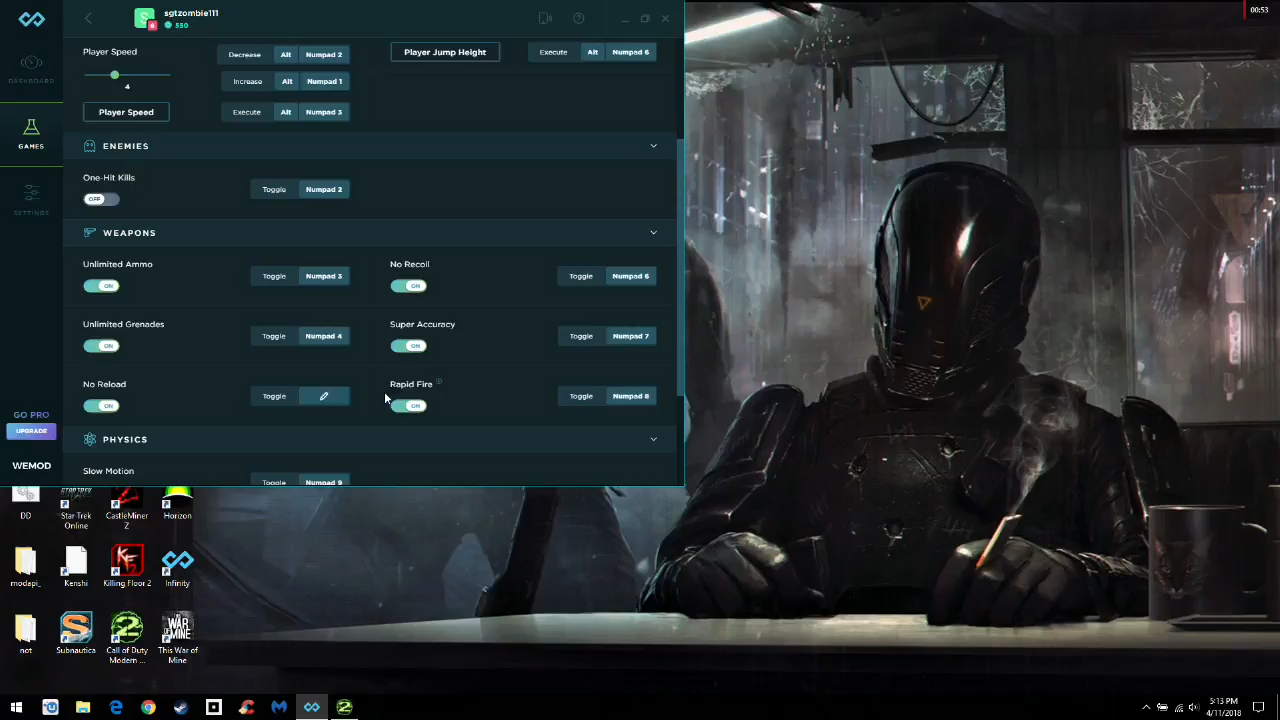 sgtzombie111
550
00:53
DASHBOARD
GAMES
SETTINGS
GO PRO
UPGRADE
WEMOD
Player Speed
4
Player Speed
Decrease Alt Numpad 2
Increase Alt Numpad 1
Execute Alt Numpad 3
Player Jump Height
Execute Alt Numpad 6
ENEMIES
One-Hit Kills
OFF
Toggle Numpad 2
WEAPONS
Unlimited Ammo
ON
Toggle Numpad 3
No Recoil
ON
Toggle Numpad 6
Unlimited Grenades
ON
Toggle Numpad 4
Super Accuracy
ON
Toggle Numpad 7
No Reload
ON
Toggle
Rapid Fire
ON
Toggle Numpad 8
PHYSICS
Slow Motion
Toggle Numpad 9
DD
Star Trek Online
CastleMiner Z
Horizon
modapi_
Kenshi
Killing Floor 2
Infinity
not
Subnautica
Call of Duty Modern ...
This War of Mine
5:13 PM
4/11/2018